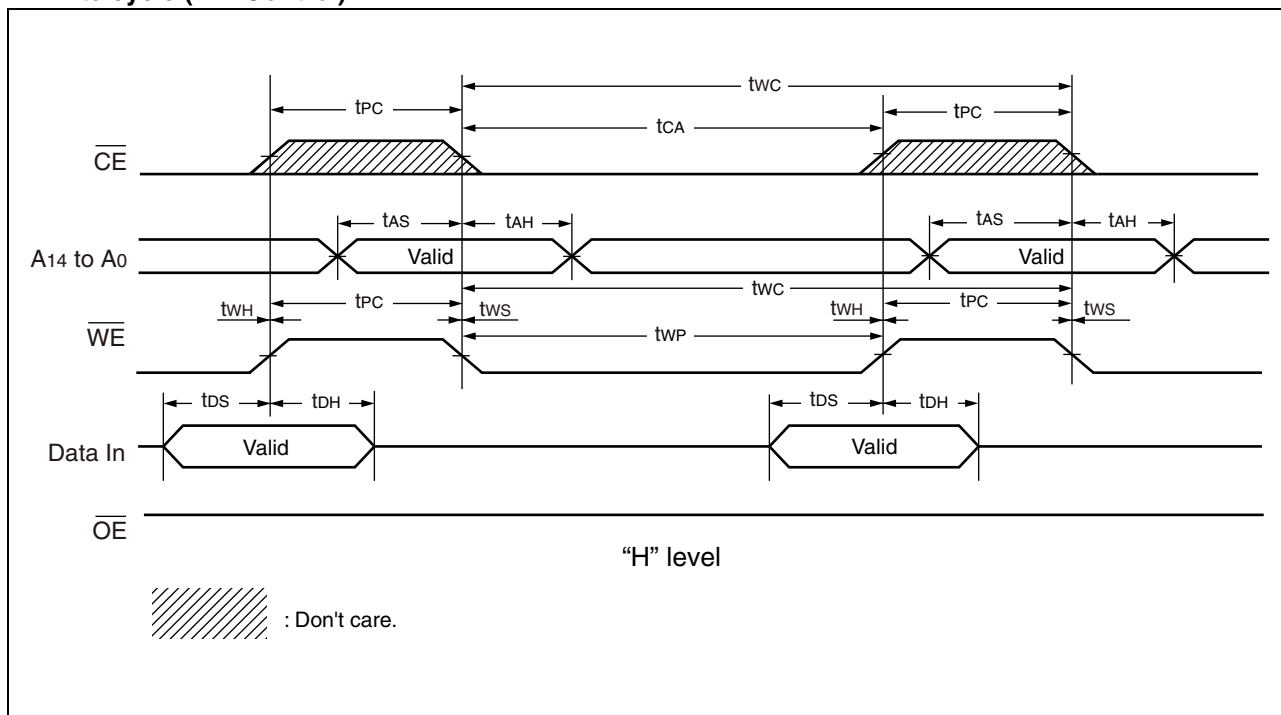 tWC
tPC
tPC
tCA
CE
tAS
tAH
tAS
tAH
A14 to A0
Valid
Valid
tWC
tWH
tPC
tWS
tWH
tPC
tWS
WE
tWP
tDS
tDH
tDS
tDH
Data In
Valid
Valid
OE
“H” level
: Don't care.